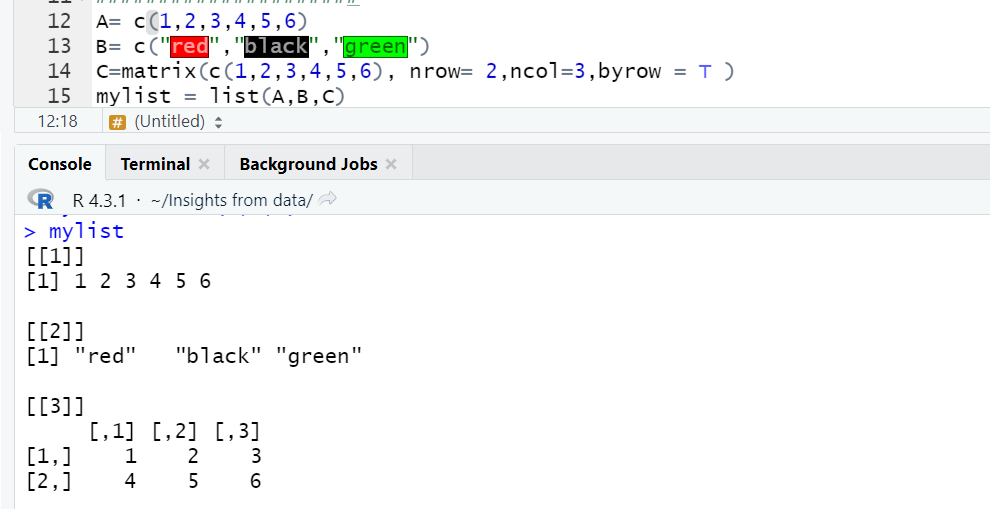 12 A= c(1,2,3,4,5,6)
13 B= c("red","black","green")
14 C=matrix(c(1,2,3,4,5,6), nrow= 2,ncol=3,byrow = T )
15 mylist = list(A,B,C)
12:18 # (Untitled)
Console Terminal Background Jobs
R R 4.3.1 · ~/Insights from data/
> mylist
[[1]]
[1] 1 2 3 4 5 6
[[2]]
[1] "red"   "black" "green"
[[3]]
     [,1] [,2] [,3]
[1,]    1    2    3
[2,]    4    5    6